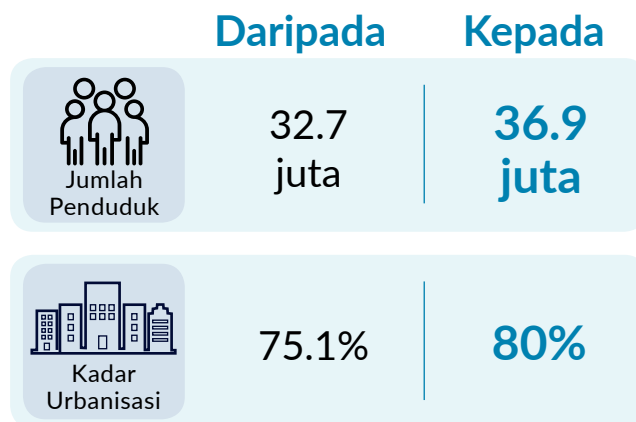 Daripada Kepada
Jumlah
Penduduk
32.7
juta
36.9
juta
Kadar
Urbanisasi
75.1%
80%